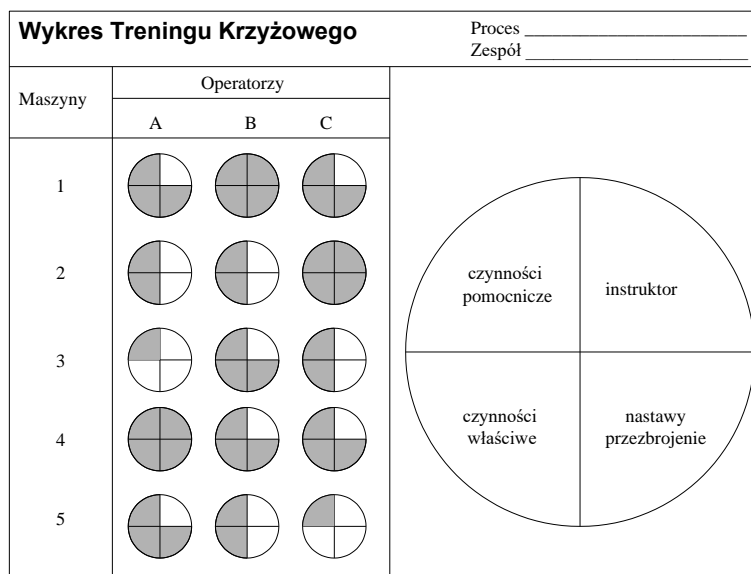 Wykres Treningu Krzyżowego
Proces
Zespół
Maszyny
Operatorzy
A B C
1
2
3
4
5
czynności
pomocnicze
instruktor
czynności
właściwe
nastawy
przezbrojenie